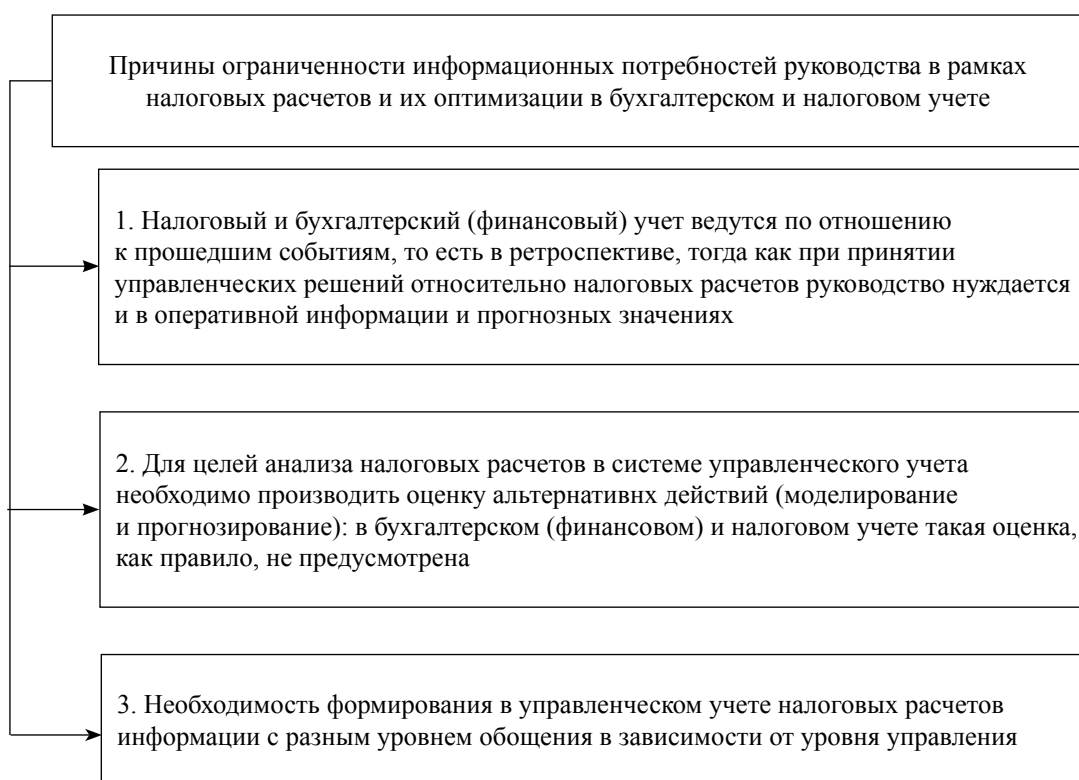 Причины ограниченности информационных потребностей руководства в рамках
налоговых расчетов и их оптимизации в бухгалтерском и налоговом учете
1. Налоговый и бухгалтерский (финансовый) учет ведутся по отношению
к прошедшим событиям, то есть в ретроспективе, тогда как при принятии
управленческих решений относительно налоговых расчетов руководство нуждается
и в оперативной информации и прогнозных значениях
2. Для целей анализа налоговых расчетов в системе управленческого учета
необходимо производить оценку альтернативнх действий (моделирование
и прогнозирование): в бухгалтерском (финансовом) и налоговом учете такая оценка,
как правило, не предусмотрена
3. Необходимость формирования в управленческом учете налоговых расчетов
информации с разным уровнем обощения в зависимости от уровня управления